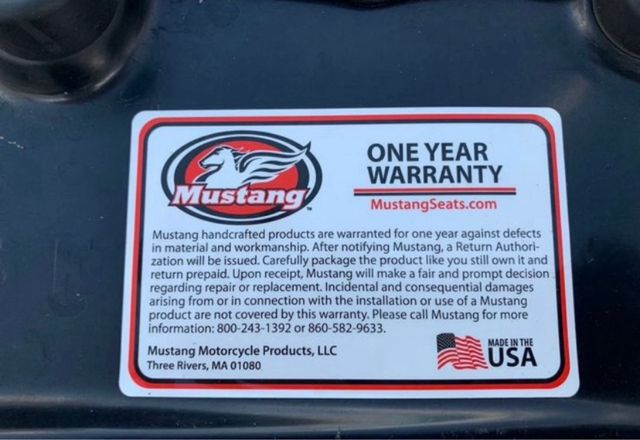 Mustang™
ONE YEAR
WARRANTY
MustangSeats.com
Mustang handcrafted products are warranted for one year against defects
in material and workmanship. After notifying Mustang, a Return Authori-
zation will be issued. Carefully package the product like you still own it and
return prepaid. Upon receipt, Mustang will make a fair and prompt decision
regarding repair or replacement. Incidental and consequential damages
arising from or in connection with the installation or use of a Mustang
product are not covered by this warranty. Please call Mustang for more
information: 800-243-1392 or 860-582-9633.
Mustang Motorcycle Products, LLC
Three Rivers, MA 01080
MADE IN THE
USA